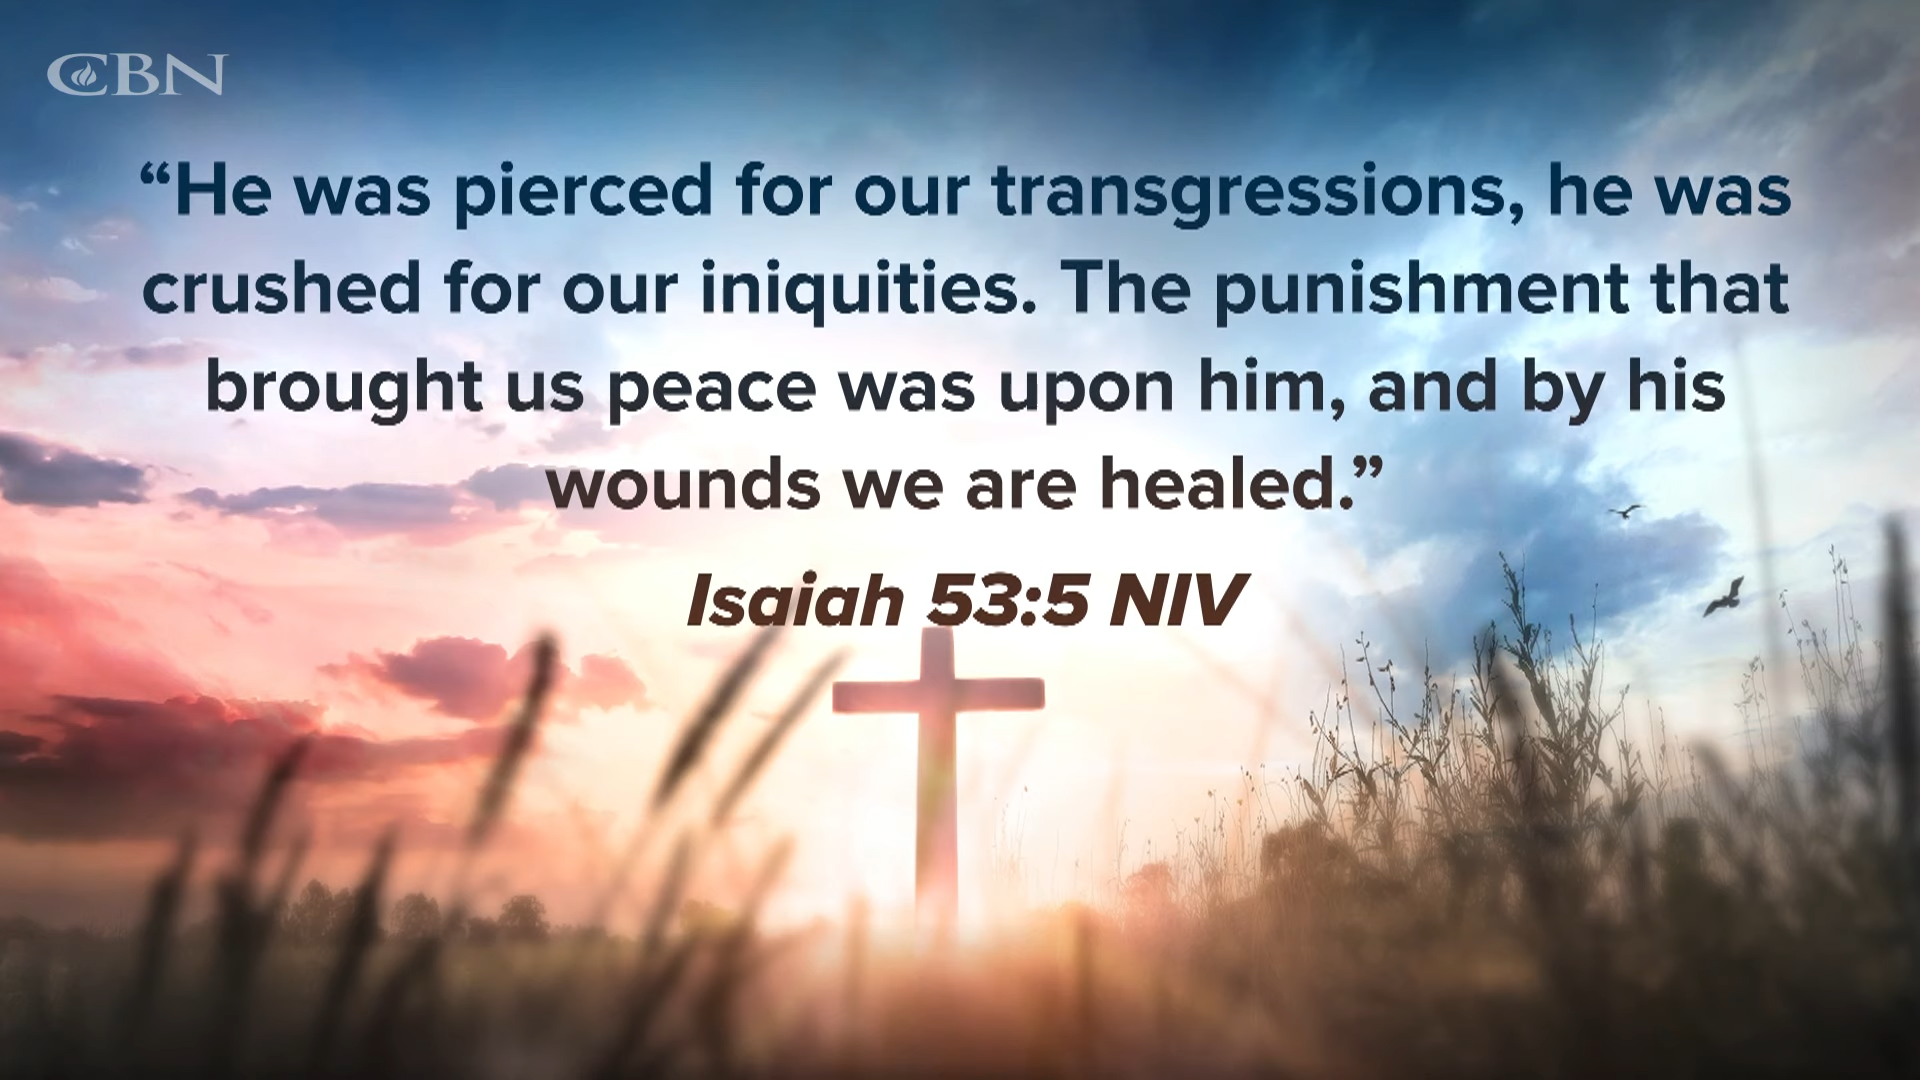 CBN
“He was pierced for our transgressions, he was
crushed for our iniquities. The punishment that
brought us peace was upon him, and by his
wounds we are healed.”
Isaiah 53:5 NIV